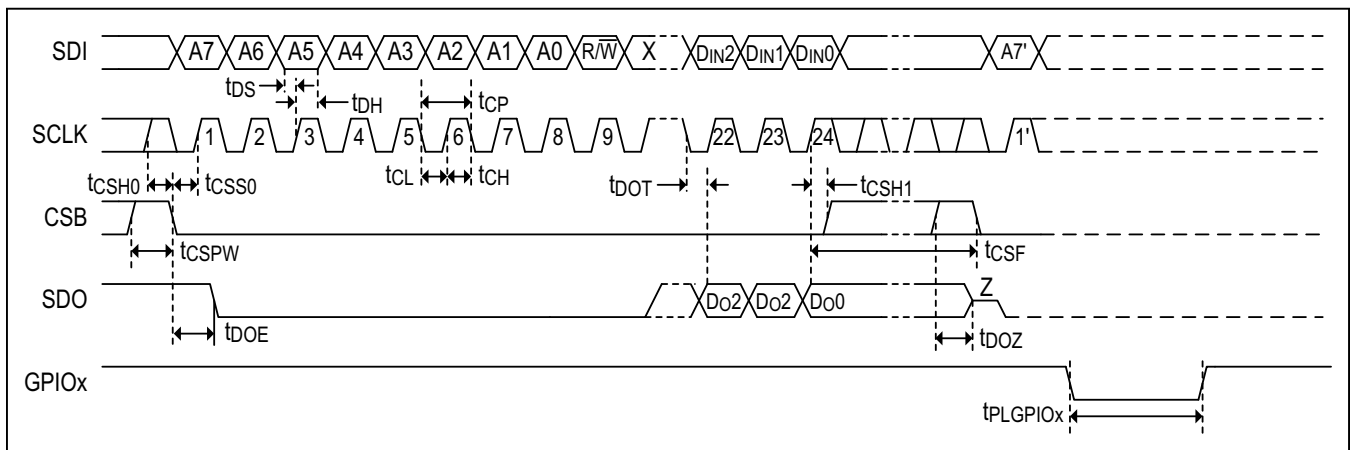 SDI A7 A6 A5 A4 A3 A2 A1 A0 R/W̅ X DIN2 DIN1 DIN0 A7'
tDS tDH tCP
SCLK 1 2 3 4 5 6 7 8 9 22 23 24 1'
tCSH0 tCSS0 tCL tCH tDOT tCSH1
CSB
tCSPW tCSF
SDO DO2 DO2 DO0 Z
tDOE tDOZ
GPIOx
tPLGPIOx